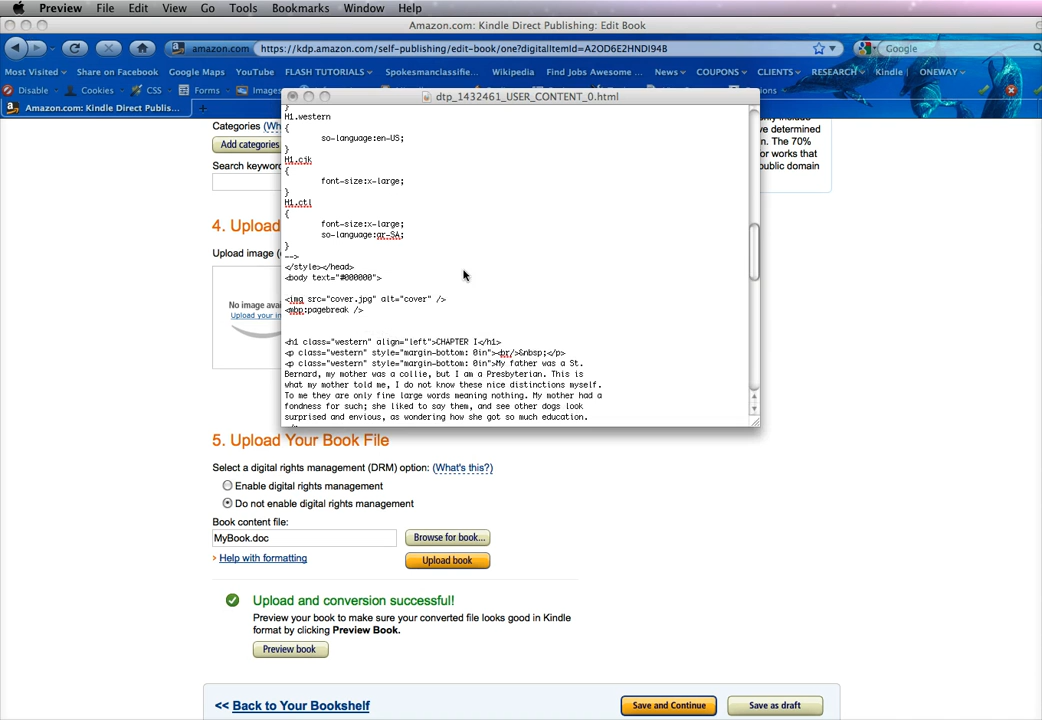 Preview File Edit View Go Tools Bookmarks Window Help
Amazon.com: Kindle Direct Publishing: Edit Book
amazon.com https://kdp.amazon.com/self-publishing/edit-book/one?digitalItemId=A2OD6E2HNDI94B Google
Most Visited Share on Facebook Google Maps YouTube FLASH TUTORIALS Spokesmanclassifie... Wikipedia Find Jobs Awesome ... News COUPONS CLIENTS RESEARCH Kindle ONEWAY
Disable Cookies CSS Forms Images
Amazon.com: Kindle Direct Publis...
dtp_1432461_USER_CONTENT_0.html
}
H1.western
{
so-language:en-US;
}
H1.cjk
{
font-size:x-large;
}
H1.ctl
{
font-size:x-large;
so-language:ar-SA;
}
-->
</style></head>
<body text="#000000">
<img src="cover.jpg" alt="cover" />
<mbp:pagebreak />
<h1 class="western" align="left">CHAPTER I</h1>
<p class="western" style="margin-bottom: 0in"><br/>&nbsp;</p>
<p class="western" style="margin-bottom: 0in">My father was a St.
Bernard, my mother was a collie, but I am a Presbyterian. This is
what my mother told me, I do not know these nice distinctions myself.
To me they are only fine large words meaning nothing. My mother had a
fondness for such; she liked to say them, and see other dogs look
surprised and envious, as wondering how she got so much education.
Categories (Wh
Add categories
Search keywor
4. Upload
Upload image (
No image avai
Upload your in
ve determined
n. The 70%
or works that
public domain
5. Upload Your Book File
Select a digital rights management (DRM) option: (What's this?)
Enable digital rights management
Do not enable digital rights management
Book content file:
MyBook.doc Browse for book...
› Help with formatting Upload book
Upload and conversion successful!
Preview your book to make sure your converted file looks good in Kindle
format by clicking Preview Book.
Preview book
<< Back to Your Bookshelf Save and Continue Save as draft